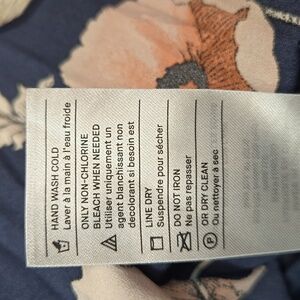 HAND WASH COLD
Laver à la main à l'eau froide
ONLY NON-CHLORINE
BLEACH WHEN NEEDED
Utiliser uniquement un
agent blanchissant non
decolorant si besoin est
LINE DRY
Suspendre pour sécher
DO NOT IRON
Ne pas repasser
OR DRY CLEAN
Ou nettoyer à sec
P